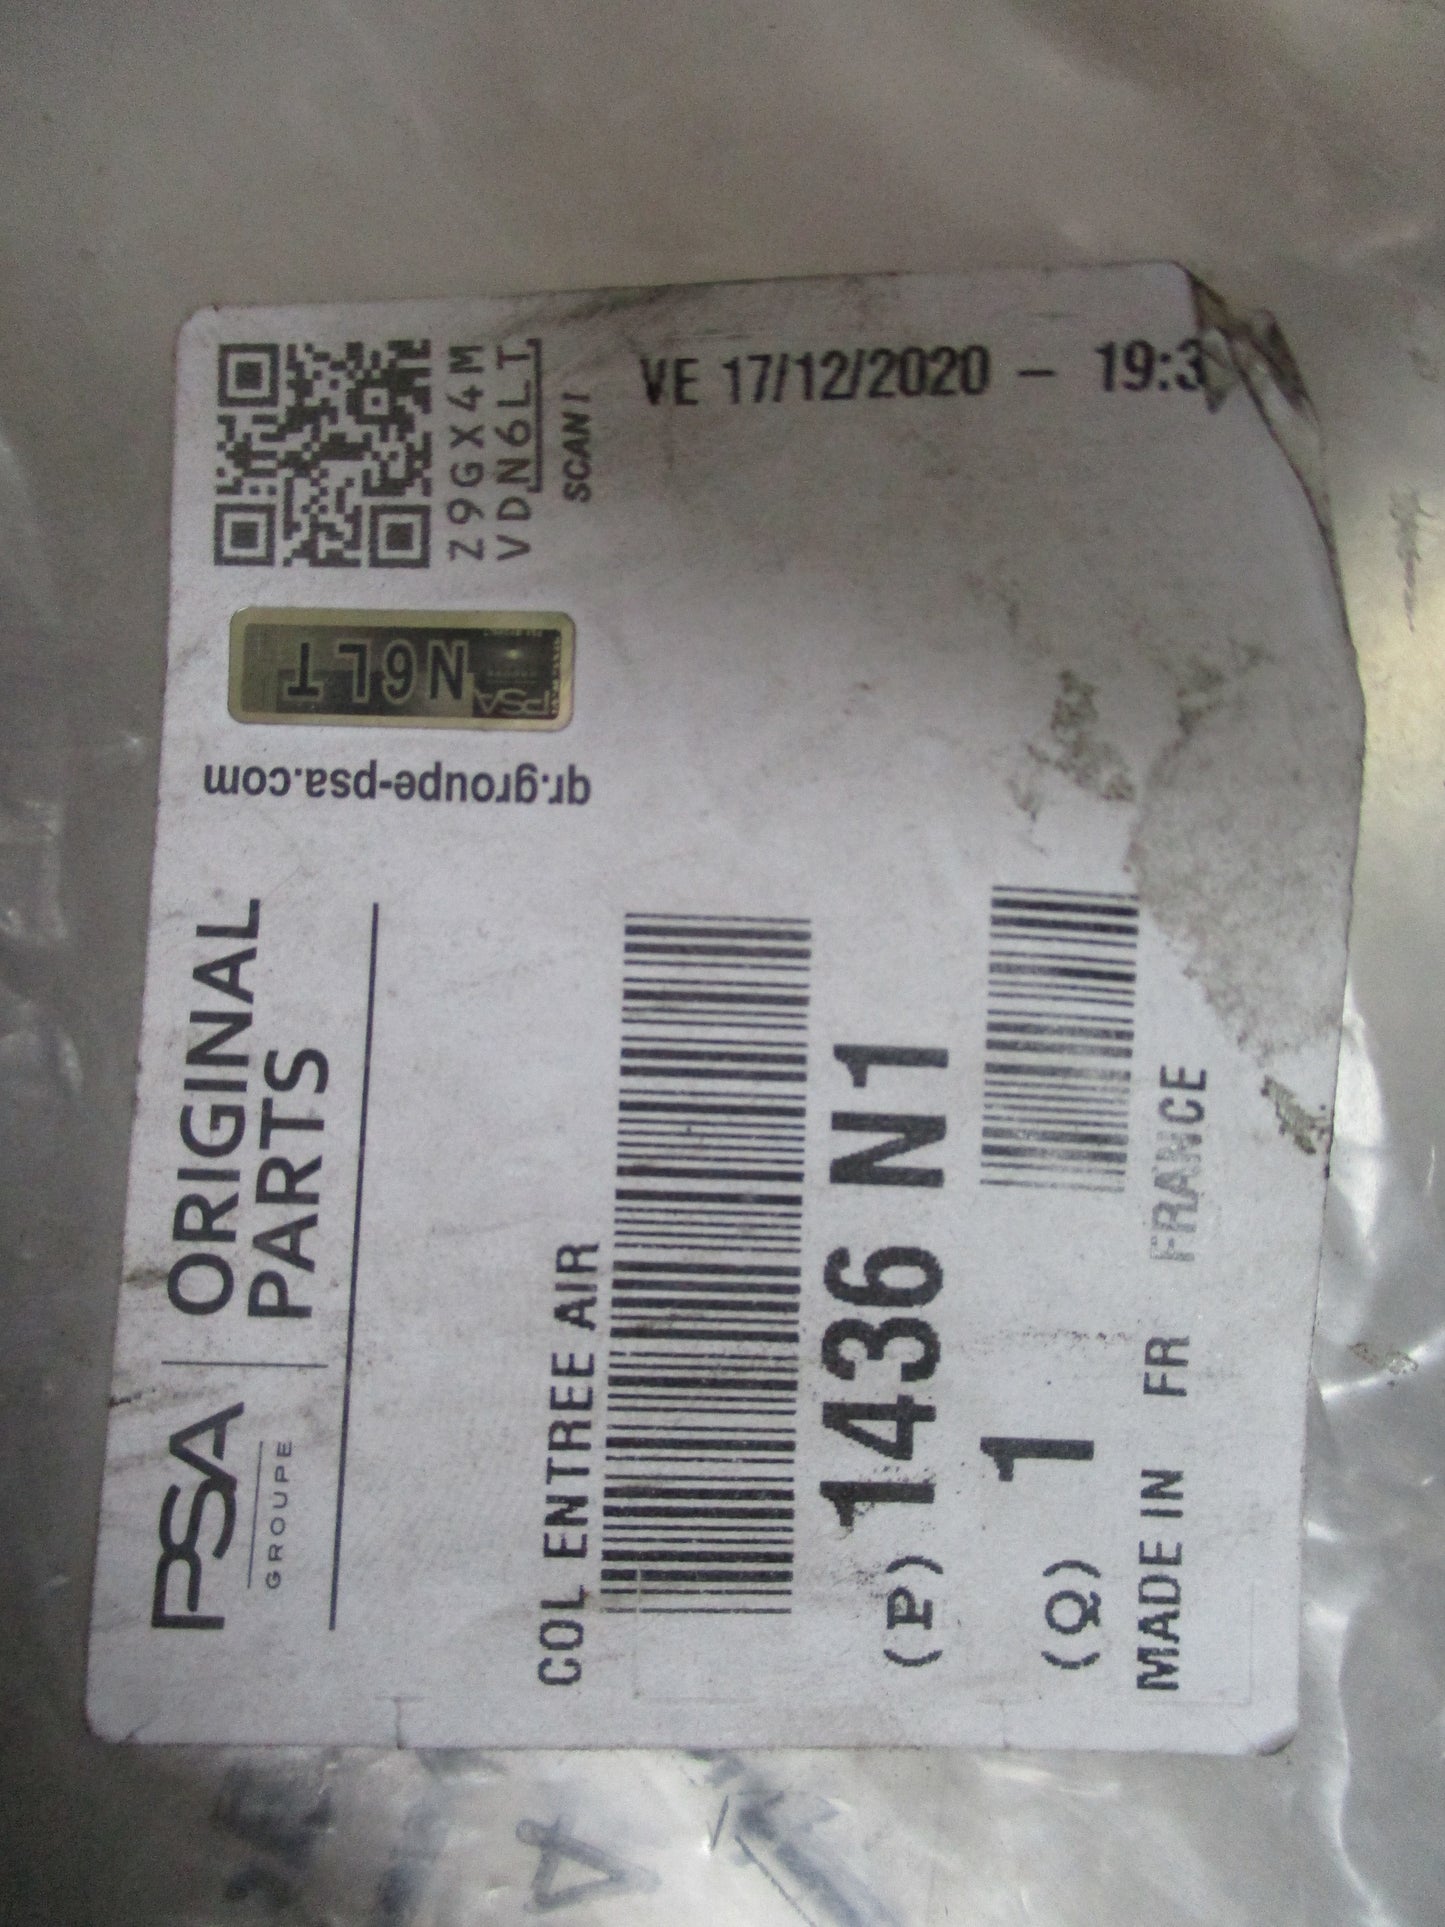 PSA
GROUPE
ORIGINAL
PARTS
qr.groupe-psa.com
PSA
N6LT
Z9GX4M
VDN6LT
SCAN!
VE 17/12/2020 - 19:3
COL ENTREE AIR
(P) 1436 N1
(Q) 1
MADE IN FR FRANCE